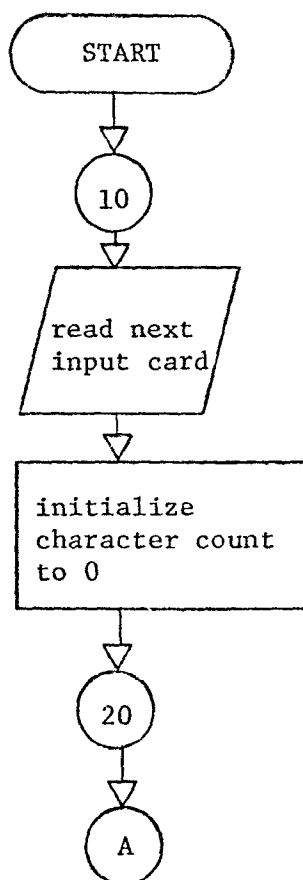 START
10
read next
input card
initialize
character count
to 0
20
A